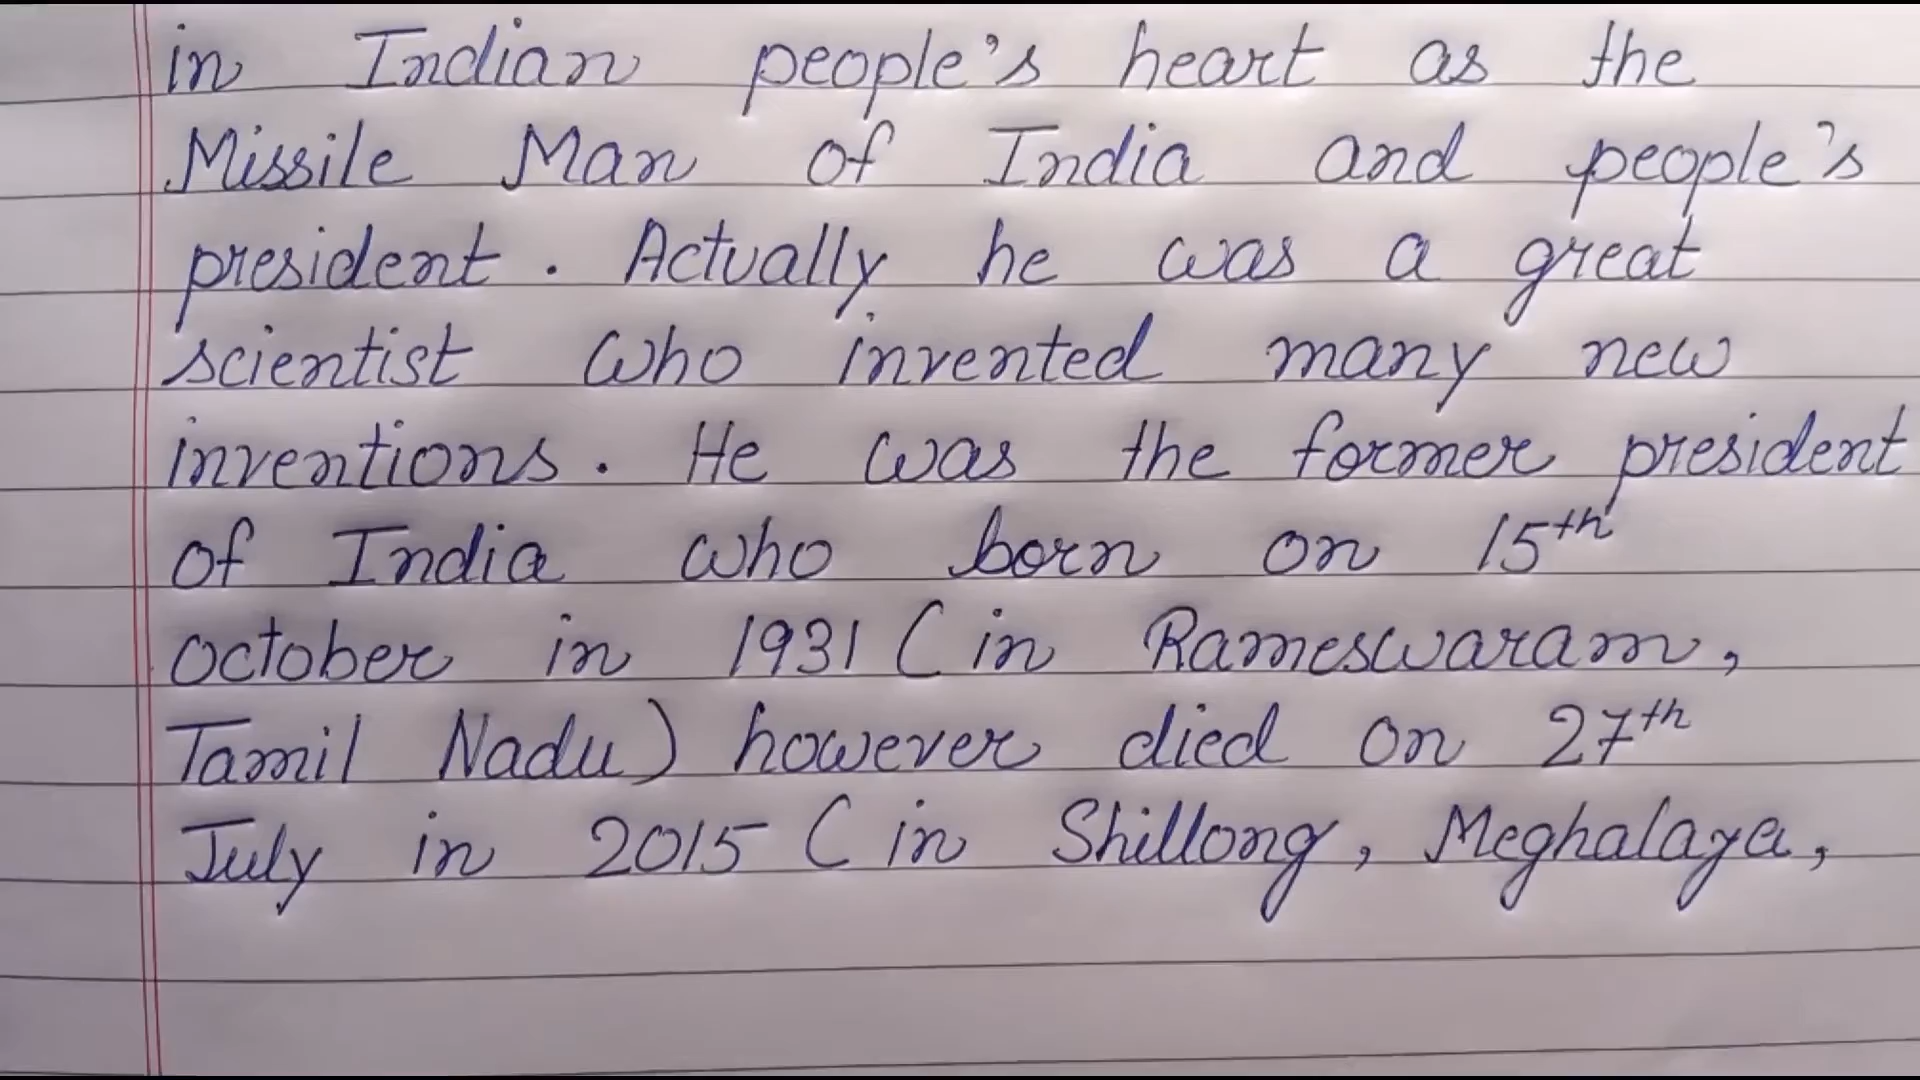 in Indian people's heart as the
Missile Man of India and people's
president. Actually he was a great
scientist who invented many new
inventions. He was the former president
of India who born on 15th
October in 1931 (in Rameswaram,
Tamil Nadu) however died on 27th
July in 2015 (in Shillong, Meghalaya,